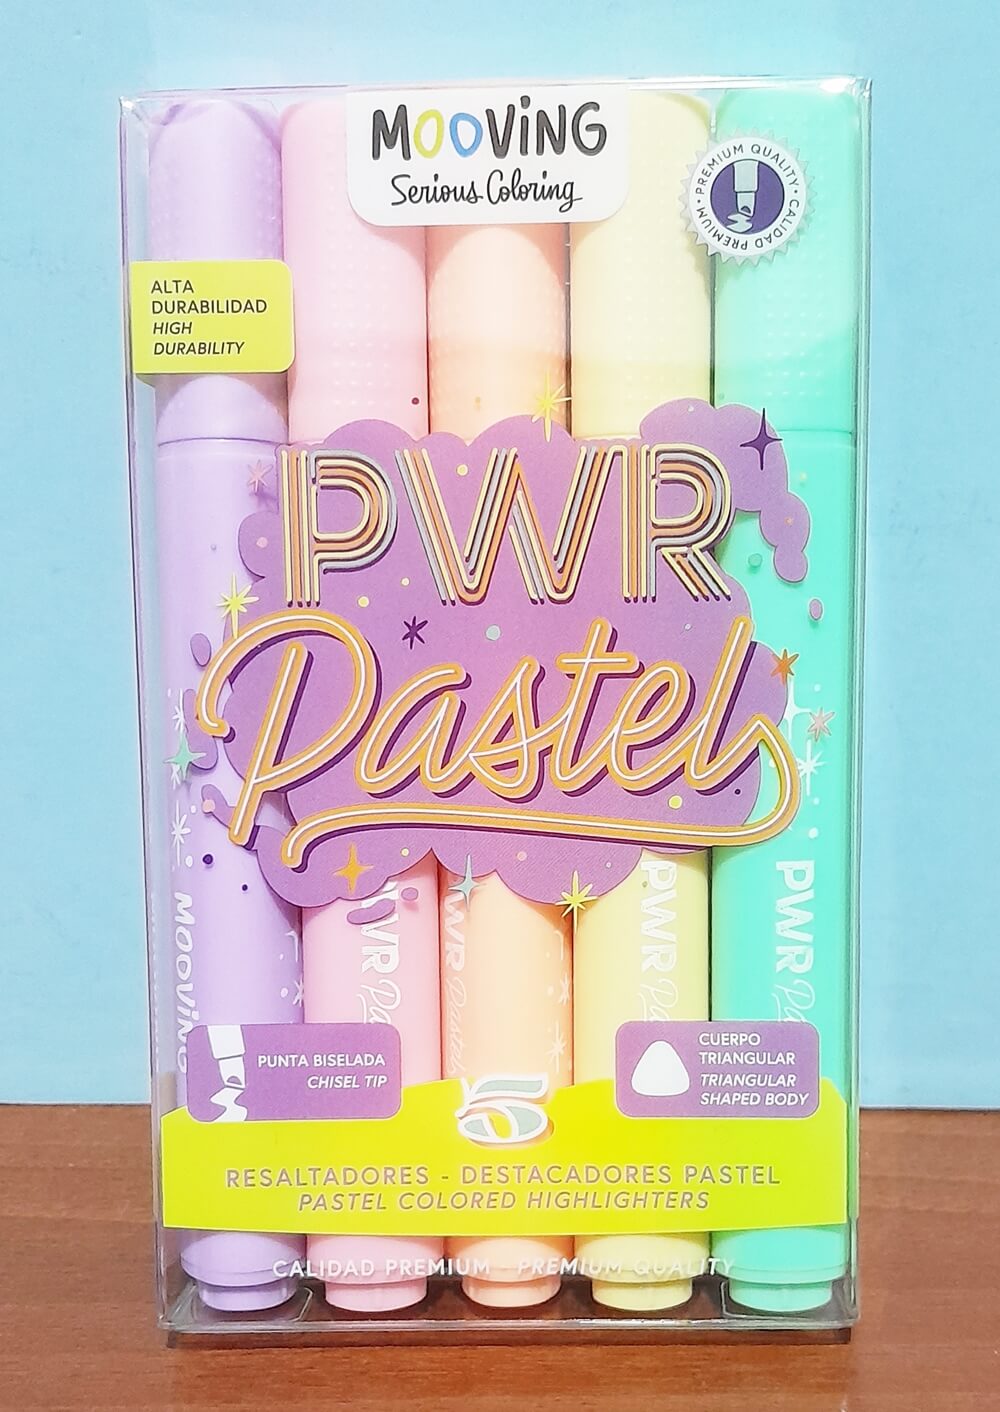 MOOVING
Serious Coloring
PREMIUM QUALITY • CALIDAD PREMIUM •
ALTA
DURABILIDAD
HIGH
DURABILITY
PWR
Pastel
MOOVING
PWR Pa
PWR Pastel
PWR
PWR Pa
PUNTA BISELADA
CHISEL TIP
CUERPO
TRIANGULAR
TRIANGULAR
SHAPED BODY
RESALTADORES - DESTACADORES PASTEL
PASTEL COLORED HIGHLIGHTERS
CALIDAD PREMIUM - PREMIUM QUALITY